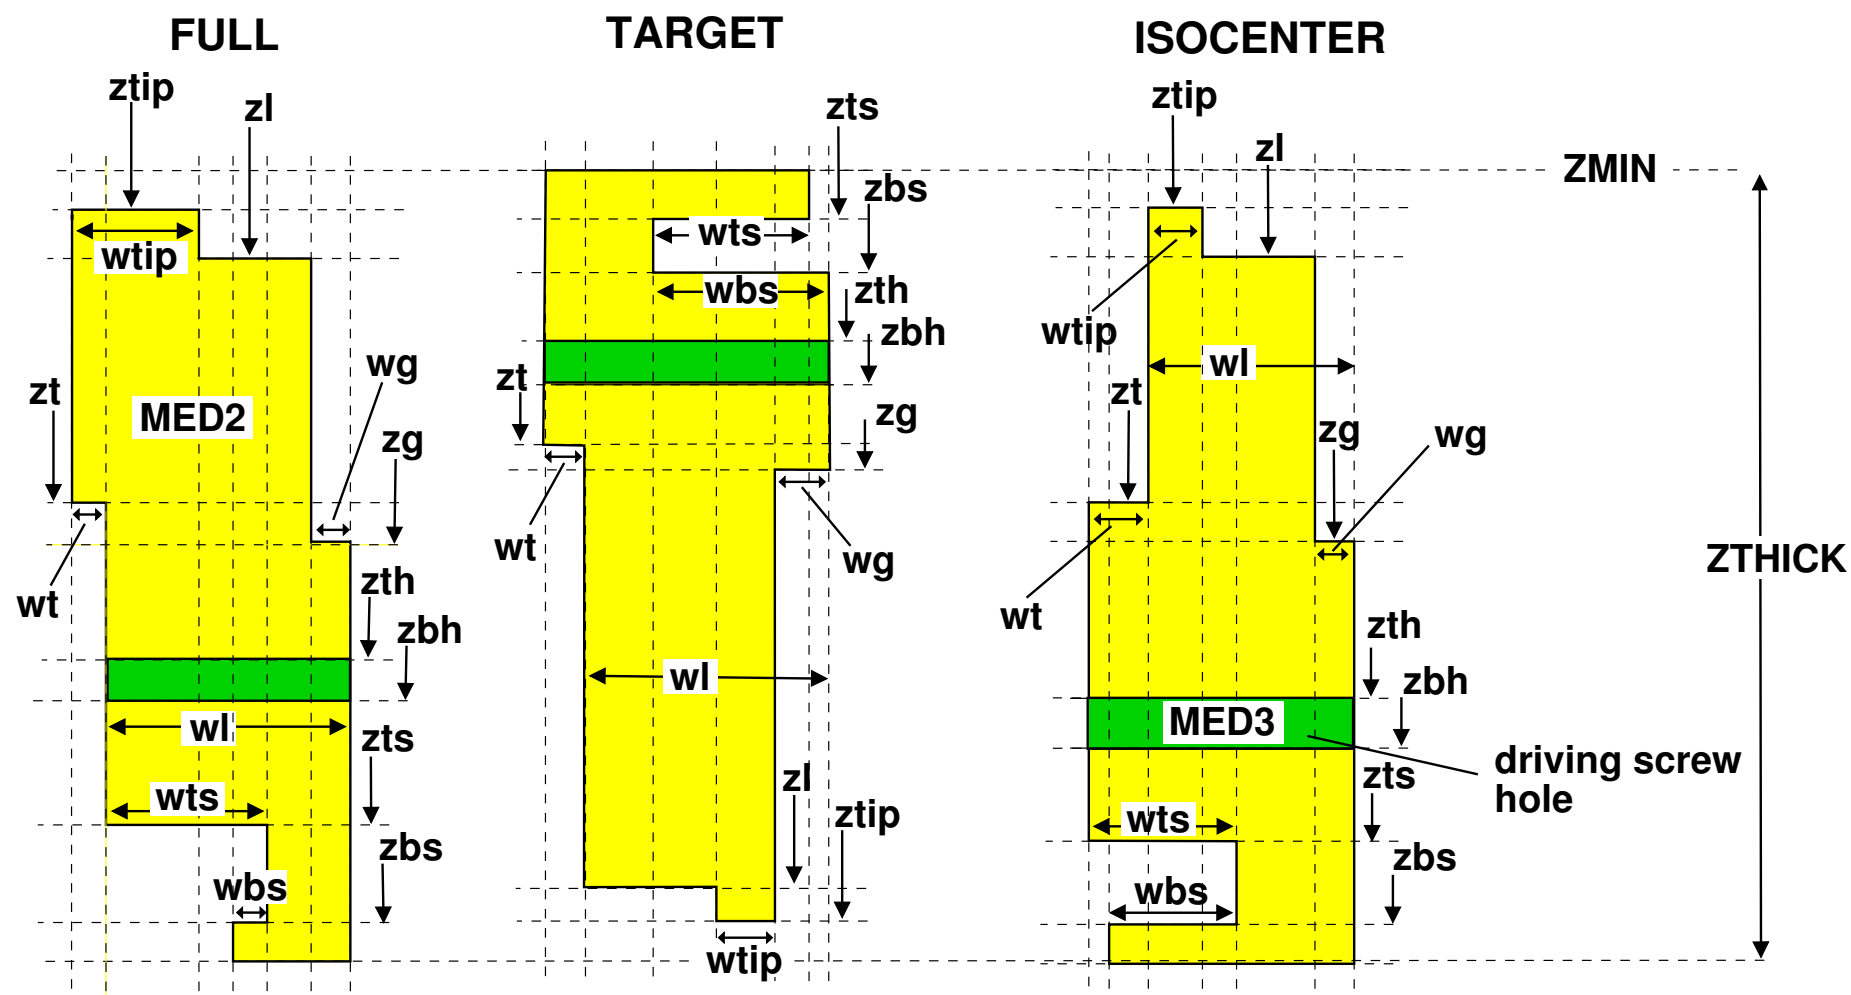 FULL
TARGET
ISOCENTER
ztip
zl
wtip
MED2
zt
wg
zg
wt
zth
zbh
wl
zts
wts
zbs
wbs
zts
zbs
wts
wbs
zth
zbh
zt
zg
wt
wg
wl
zl
ztip
wtip
ztip
zl
ZMIN
wtip
wl
zt
zg
wg
wt
ZTHICK
zth
zbh
MED3
driving screw
hole
zts
wts
zbs
wbs